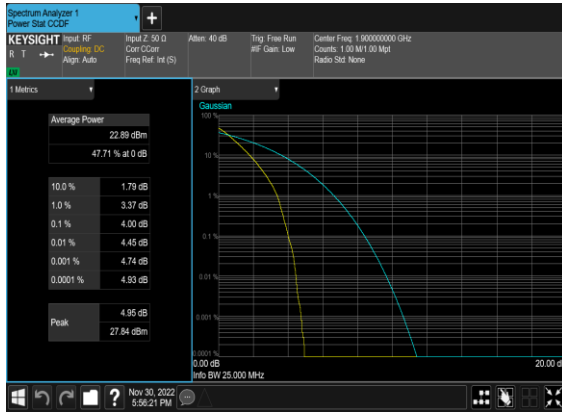 Spectrum Analyzer 1
Power Stat CCDF
KEYSIGHT
R T
LXI
Input: RF
Coupling: DC
Align: Auto
Input Z: 50 Ω
Corr CCorr
Freq Ref: Int (S)
Atten: 40 dB
Trig: Free Run
#IF Gain: Low
Center Freq: 1.900000000 GHz
Counts: 1.00 M/1.00 Mpt
Radio Std: None
1 Metrics
Average Power
22.89 dBm
47.71 % at 0 dB
10.0 % 1.79 dB
1.0 % 3.37 dB
0.1 % 4.00 dB
0.01 % 4.45 dB
0.001 % 4.74 dB
0.0001 % 4.93 dB
Peak
4.95 dB
27.84 dBm
2 Graph
Gaussian
100 %
10 %
1 %
0.1 %
0.01 %
0.001 %
0.0001 %
0.00 dB
20.00 d
Info BW 25.000 MHz
?
Nov 30, 2022
5:56:21 PM